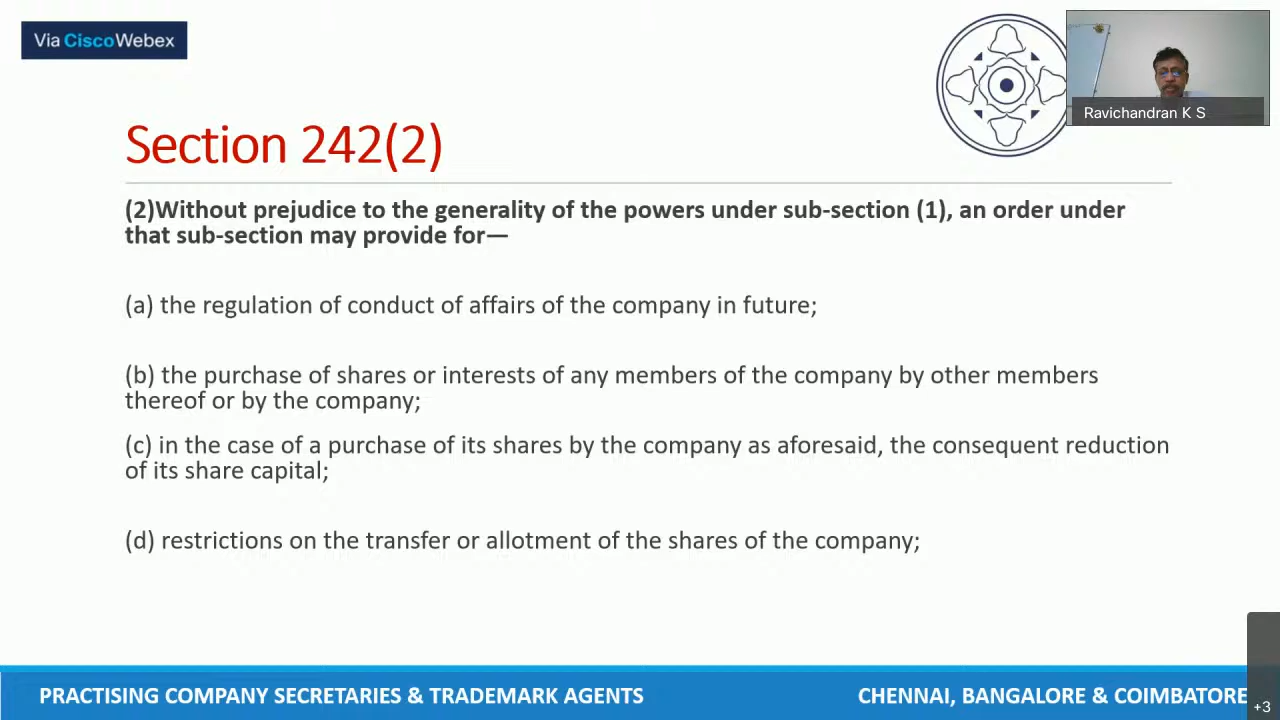 Via CiscoWebex
Ravichandran K S
Section 242(2)
(2)Without prejudice to the generality of the powers under sub-section (1), an order under
that sub-section may provide for—
(a) the regulation of conduct of affairs of the company in future;
(b) the purchase of shares or interests of any members of the company by other members
thereof or by the company;
(c) in the case of a purchase of its shares by the company as aforesaid, the consequent reduction
of its share capital;
(d) restrictions on the transfer or allotment of the shares of the company;
PRACTISING COMPANY SECRETARIES & TRADEMARK AGENTS
CHENNAI, BANGALORE & COIMBATORE
+3